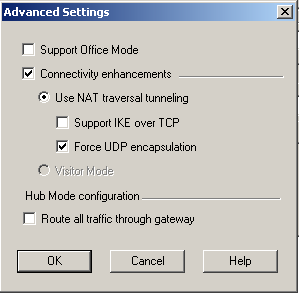 Advanced Settings
Support Office Mode
Connectivity enhancements
Use NAT traversal tunneling
Support IKE over TCP
Force UDP encapsulation
Visitor Mode
Hub Mode configuration
Route all traffic through gateway
OK Cancel Help